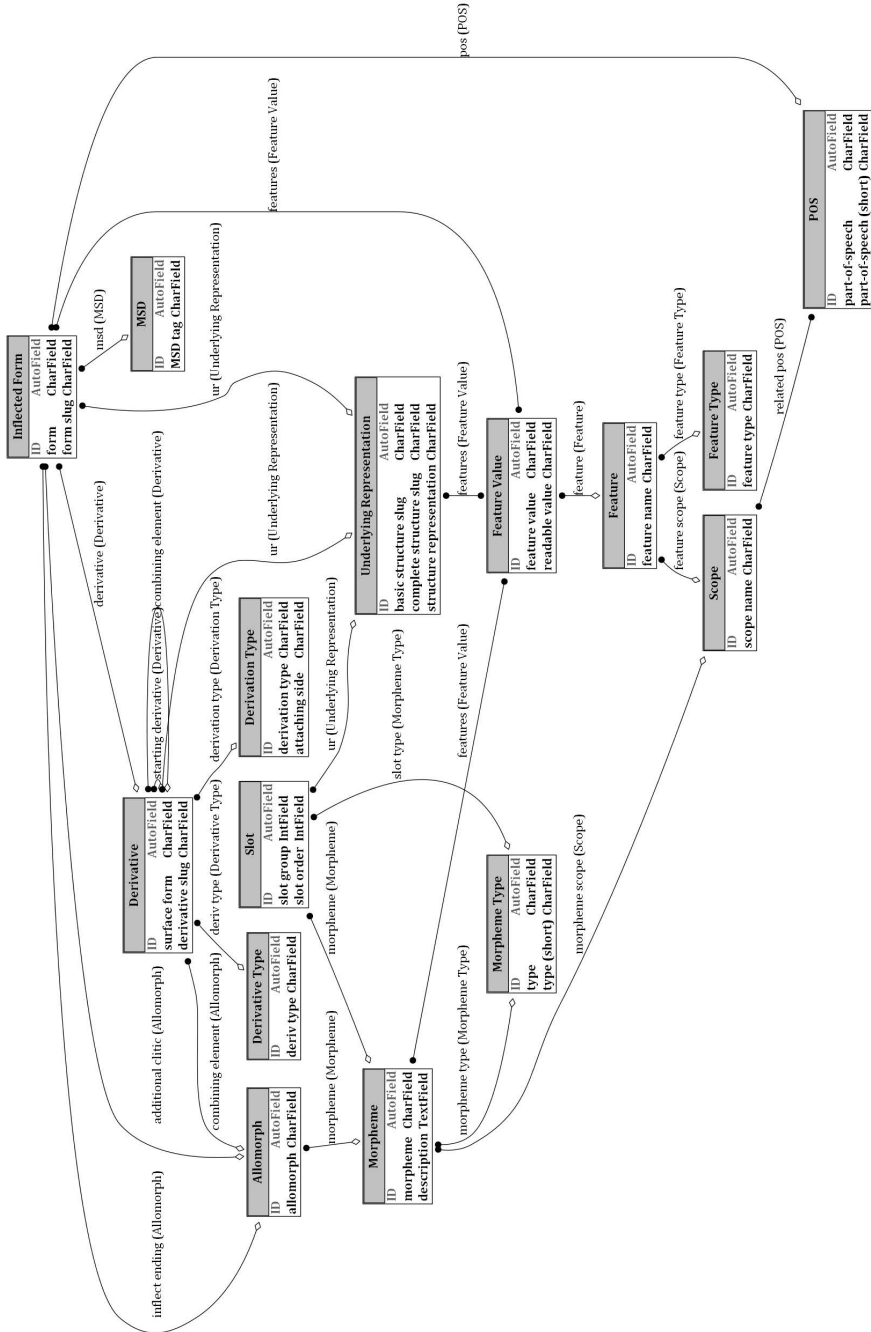 pos (POS)
features (Feature Value)
Inflected Form
ID AutoField
form CharField
form slug CharField
msd (MSD)
MSD
ID AutoField
MSD tag CharField
ur (Underlying Representation)
ur (Underlying Representation)
derivative (Derivative)
combining element (Derivative)
starting derivative (Derivative)
derivation type (Derivation Type)
Derivative
ID AutoField
surface form CharField
derivative slug CharField
deriv type (Derivative Type)
additional clitic (Allomorph)
combining element (Allomorph)
inflect ending (Allomorph)
Derivation Type
ID AutoField
derivation type CharField
attaching side CharField
Slot
ID AutoField
slot group IntField
slot order IntField
Derivative Type
ID AutoField
deriv type CharField
Allomorph
ID AutoField
allomorph CharField
morpheme (Morpheme)
morpheme (Morpheme)
ur (Underlying Representation)
slot type (Morpheme Type)
Underlying Representation
ID AutoField
basic structure slug CharField
complete structure slug CharField
structure representation CharField
Morpheme
ID AutoField
morpheme CharField
description TextField
features (Feature Value)
features (Feature Value)
morpheme type (Morpheme Type)
Feature Value
ID AutoField
feature value CharField
readable value CharField
Morpheme Type
ID AutoField
type CharField
type (short) CharField
feature (Feature)
morpheme scope (Scope)
Feature
ID AutoField
feature name CharField
feature scope (Scope)
feature type (Feature Type)
Feature Type
ID AutoField
feature type CharField
Scope
ID AutoField
scope name CharField
related pos (POS)
POS
ID AutoField
part-of-speech CharField
part-of-speech (short) CharField